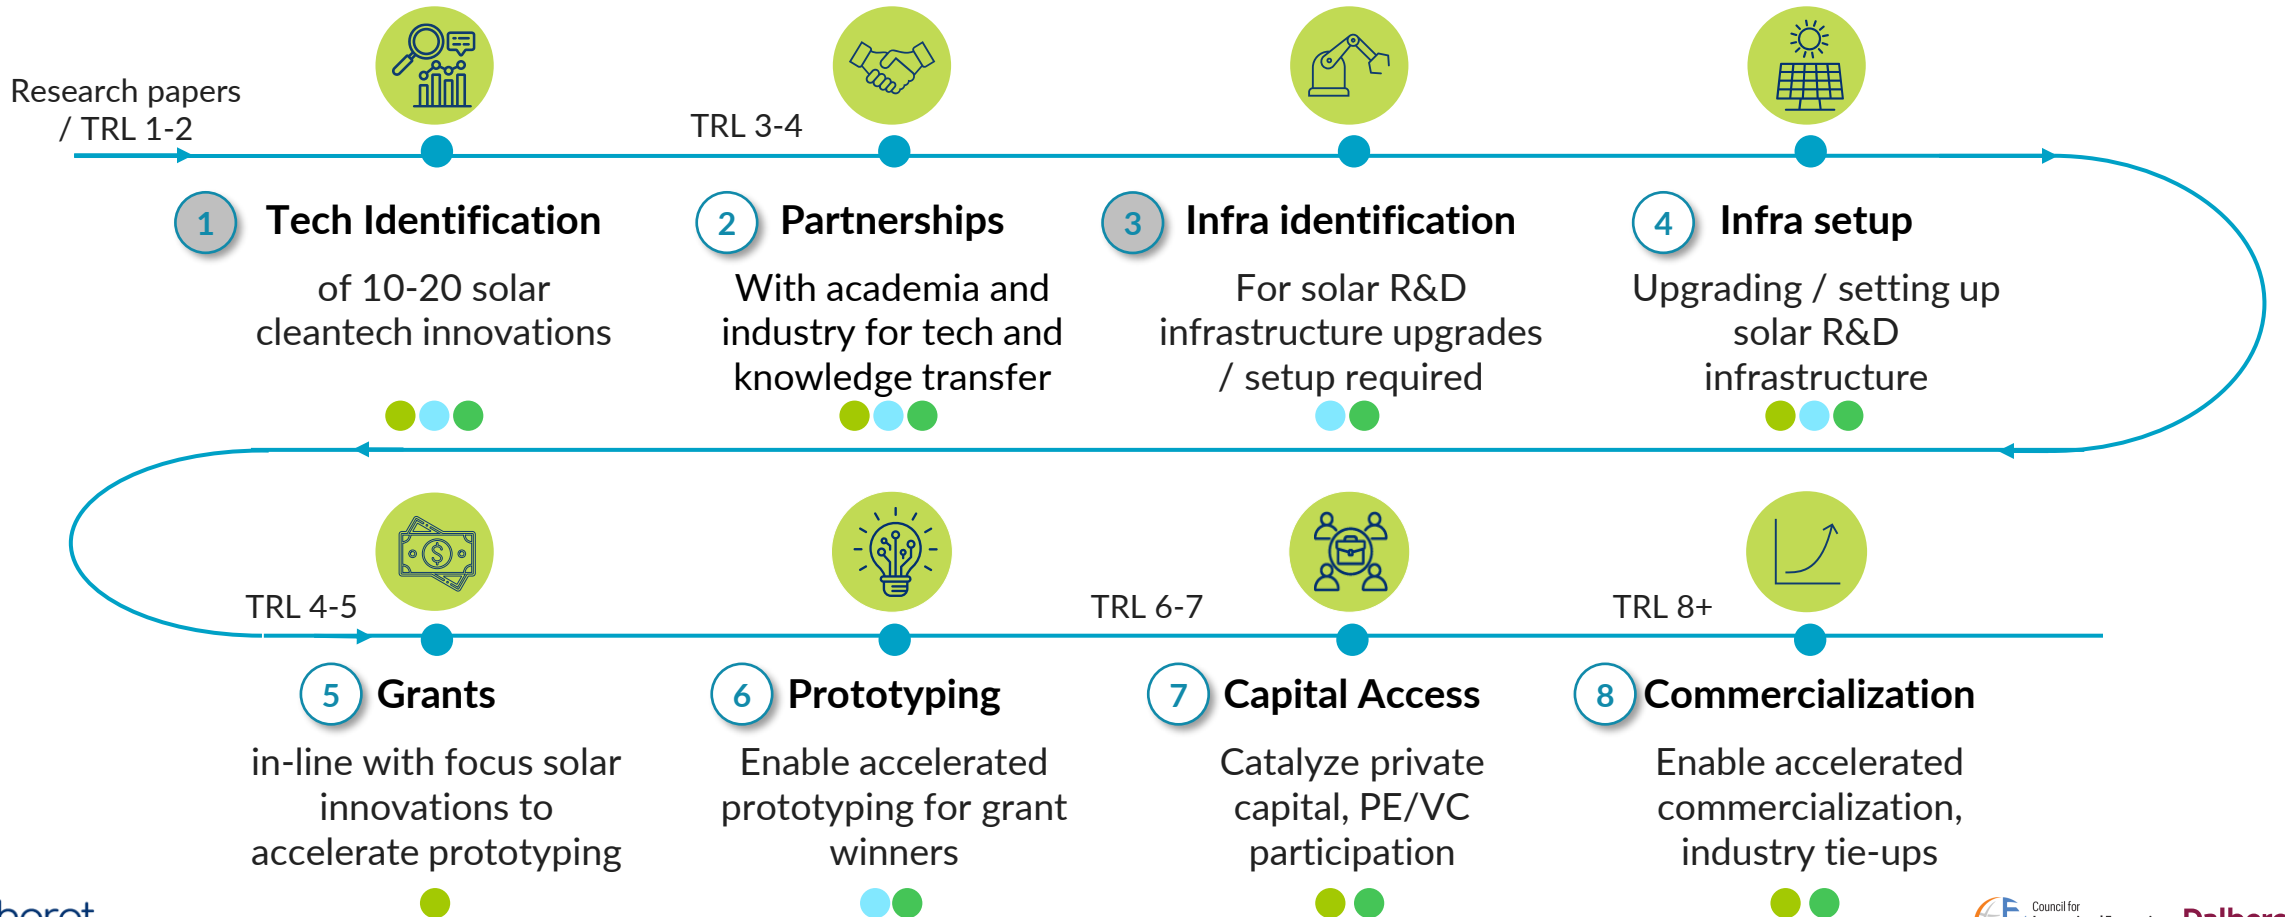 Research papers
/ TRL 1-2
TRL 3-4
1 Tech Identification
of 10-20 solar
cleantech innovations
2 Partnerships
With academia and
industry for tech and
knowledge transfer
3 Infra identification
For solar R&D
infrastructure upgrades
/ setup required
4 Infra setup
Upgrading / setting up
solar R&D
infrastructure
TRL 4-5
$
TRL 6-7
TRL 8+
5 Grants
in-line with focus solar
innovations to
accelerate prototyping
6 Prototyping
Enable accelerated
prototyping for grant
winners
7 Capital Access
Catalyze private
capital, PE/VC
participation
8 Commercialization
Enable accelerated
commercialization,
industry tie-ups
Council for